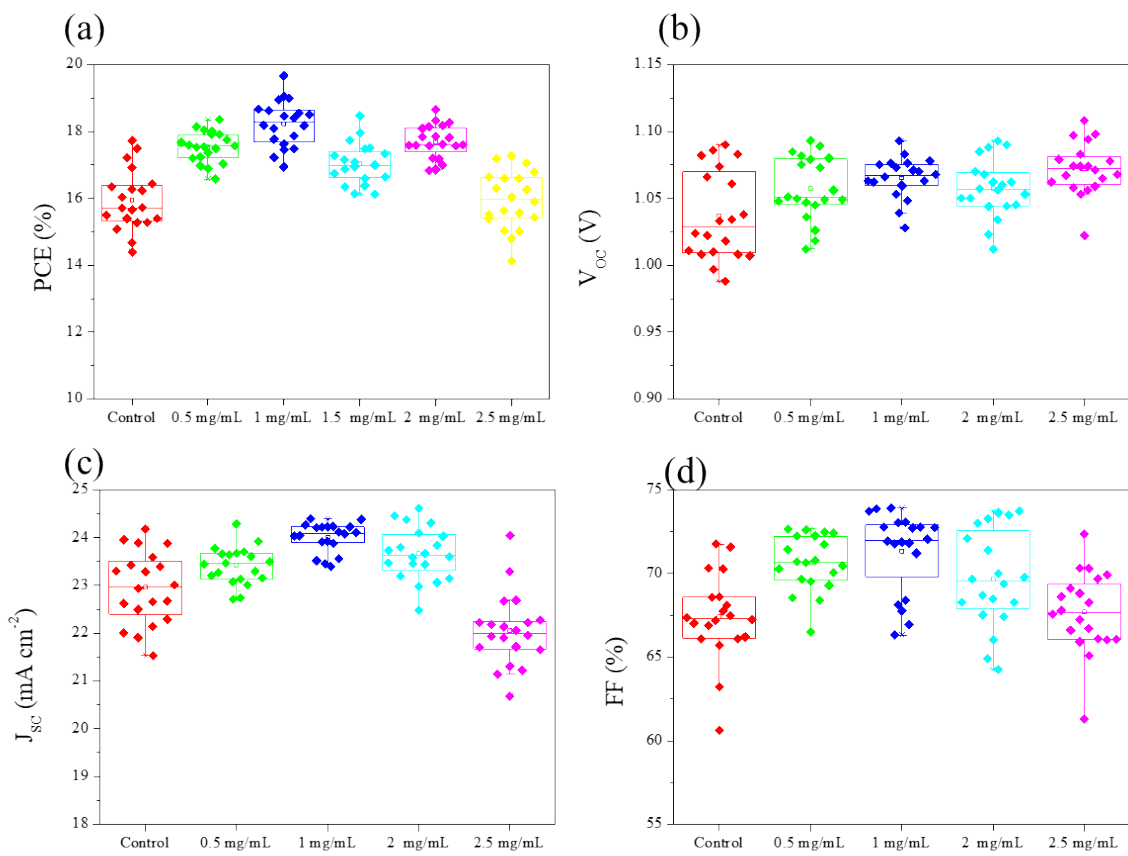 (a)
PCE (%)
20
18
16
14
12
10
Control 0.5 mg/mL 1 mg/mL 1.5 mg/mL 2 mg/mL 2.5 mg/mL
(b)
V_OC (V)
1.15
1.10
1.05
1.00
0.95
0.90
Control 0.5 mg/mL 1 mg/mL 2 mg/mL 2.5 mg/mL
(c)
J_SC (mA cm⁻²)
25
24
23
22
21
20
19
18
Control 0.5 mg/mL 1 mg/mL 2 mg/mL 2.5 mg/mL
(d)
FF (%)
75
70
65
60
55
Control 0.5 mg/mL 1 mg/mL 2 mg/mL 2.5 mg/mL